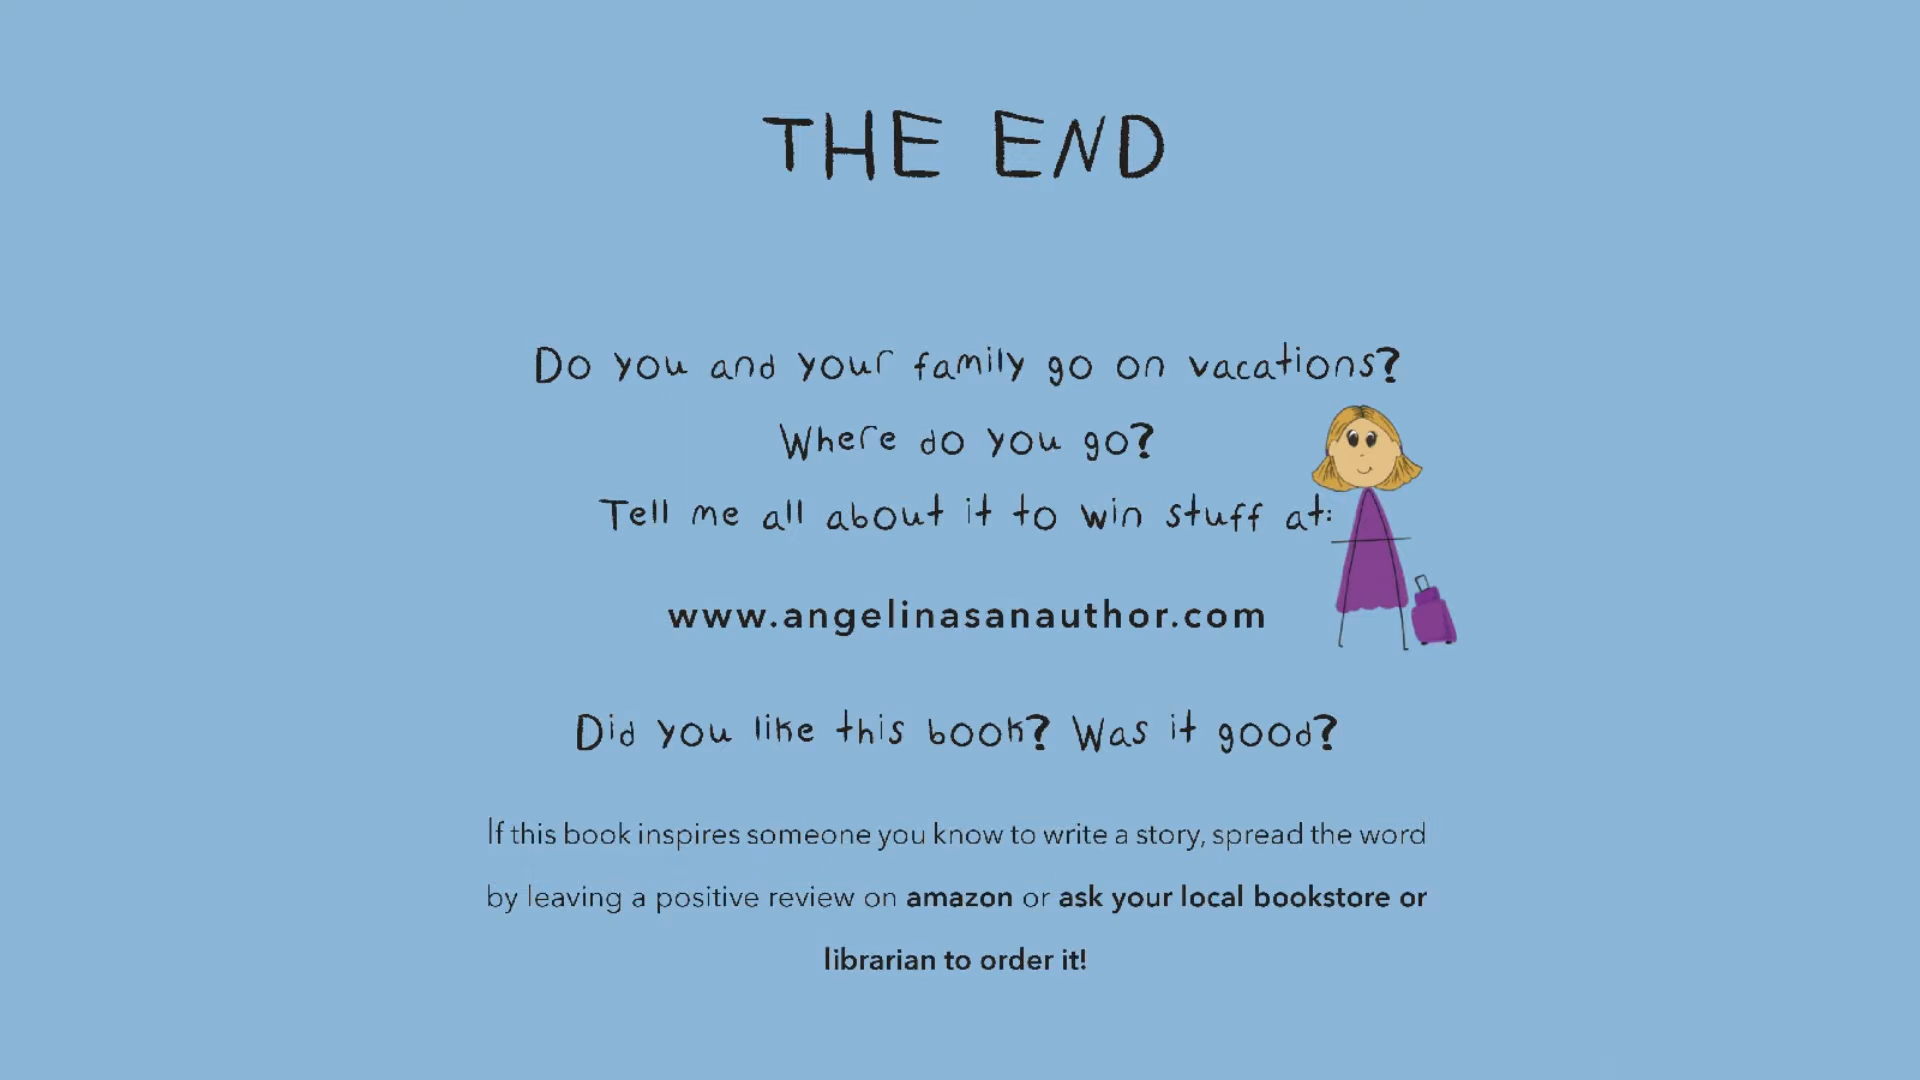 THE END
Do you and your family go on vacations?
Where do you go?
Tell me all about it to win stuff at:
www.angelinasanauthor.com
Did you like this book? Was it good?
If this book inspires someone you know to write a story, spread the word
by leaving a positive review on amazon or ask your local bookstore or
librarian to order it!